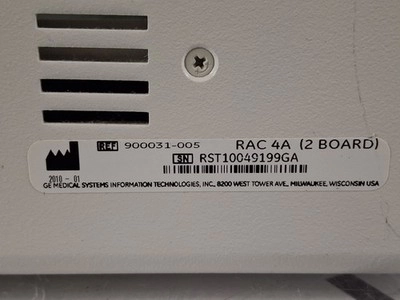 REF 900031-005 RAC 4A (2 BOARD)
SN RST10049199GA
2010 - 01
GE MEDICAL SYSTEMS INFORMATION TECHNOLOGIES, INC., 8200 WEST TOWER AVE., MILWAUKEE, WISCONSIN USA